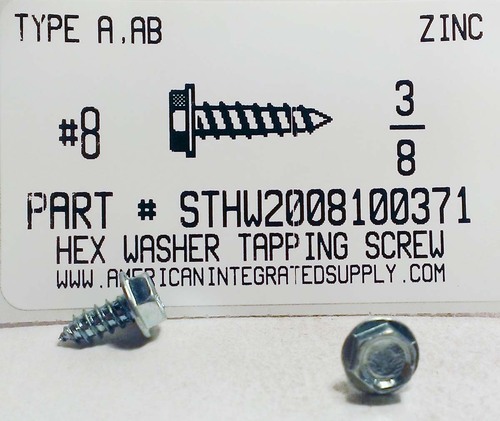 TYPE A,AB ZINC
#8 3/8
PART # STHW2008100371
HEX WASHER TAPPING SCREW
WWW.AMERICANINTEGRATEDSUPPLY.COM